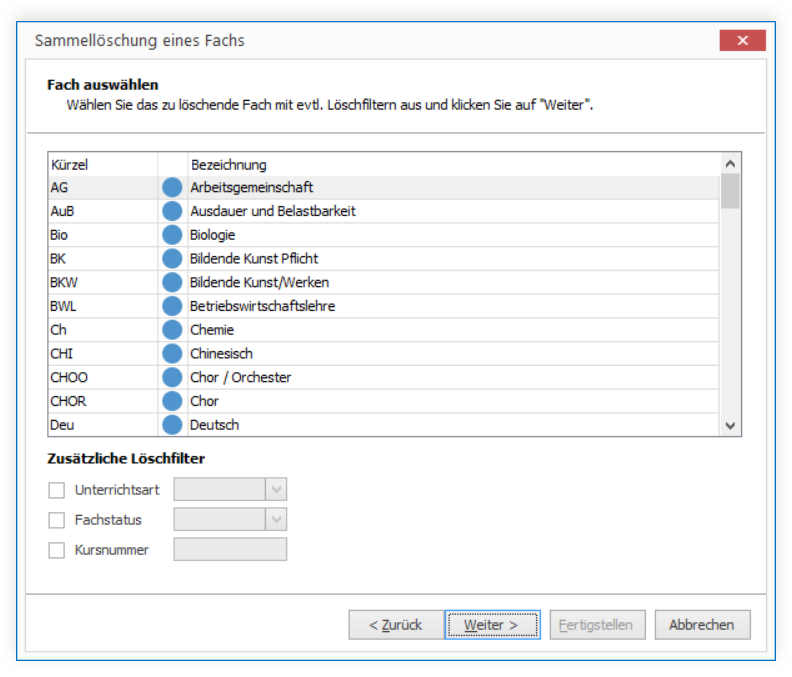 Sammellöschung eines Fachs
Fach auswählen
Wählen Sie das zu löschende Fach mit evtl. Löschfiltern aus und klicken Sie auf "Weiter".
Kürzel Bezeichnung
AG Arbeitsgemeinschaft
AuB Ausdauer und Belastbarkeit
Bio Biologie
BK Bildende Kunst Pflicht
BKW Bildende Kunst/Werken
BWL Betriebswirtschaftslehre
Ch Chemie
CHI Chinesisch
CHOO Chor / Orchester
CHOR Chor
Deu Deutsch
Zusätzliche Löschfilter
Unterrichtsart
Fachstatus
Kursnummer
< Zurück Weiter > Fertigstellen Abbrechen